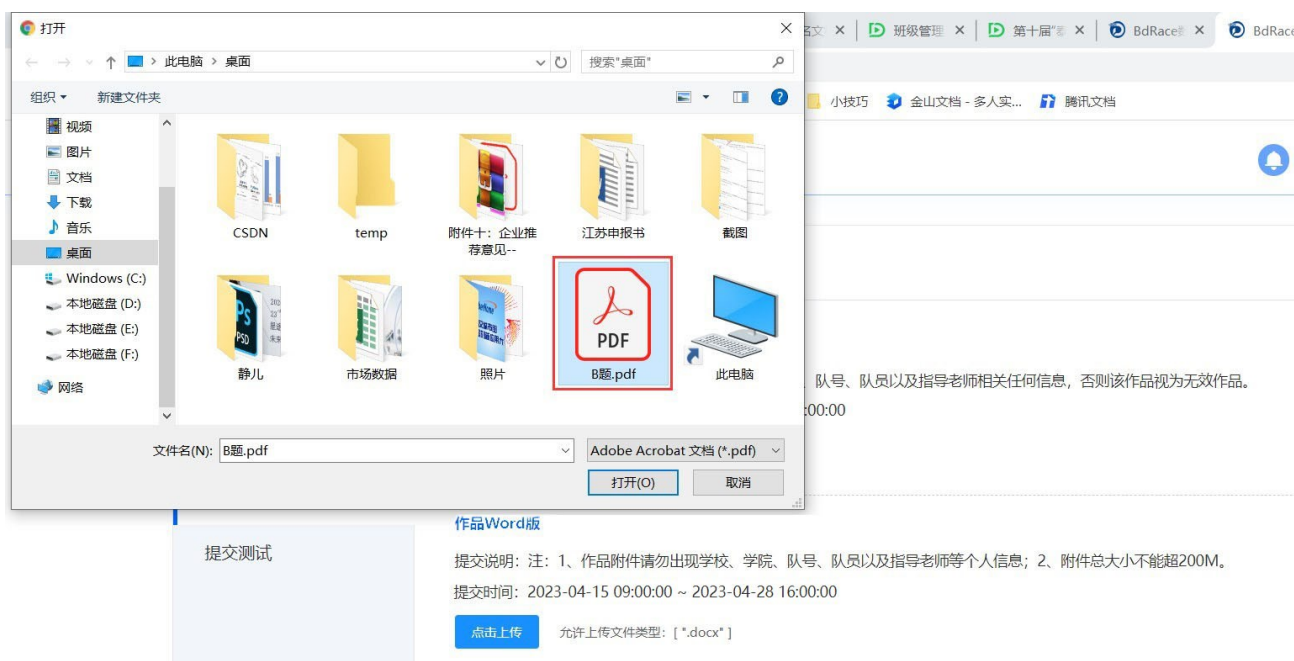 打开
此电脑 > 桌面
搜索"桌面"
组织
新建文件夹
视频
图片
文档
下载
音乐
桌面
Windows (C:)
本地磁盘 (D:)
本地磁盘 (E:)
本地磁盘 (F:)
网络
CSDN
temp
附件十：企业推
荐意见--
江苏申报书
截图
静儿
市场数据
照片
PDF
B题.pdf
此电脑
文件名(N):
B题.pdf
Adobe Acrobat 文档 (*.pdf)
打开(O)
取消
班级管理
第十届
BdRace
BdRace
小技巧
金山文档 - 多人实...
腾讯文档
队号、队员以及指导老师相关任何信息，否则该作品视为无效作品。
:00:00
作品Word版
提交测试
提交说明：注：1、作品附件请勿出现学校、学院、队号、队员以及指导老师等个人信息；2、附件总大小不能超200M。
提交时间：2023-04-15 09:00:00 ~ 2023-04-28 16:00:00
点击上传
允许上传文件类型：[ ".docx" ]